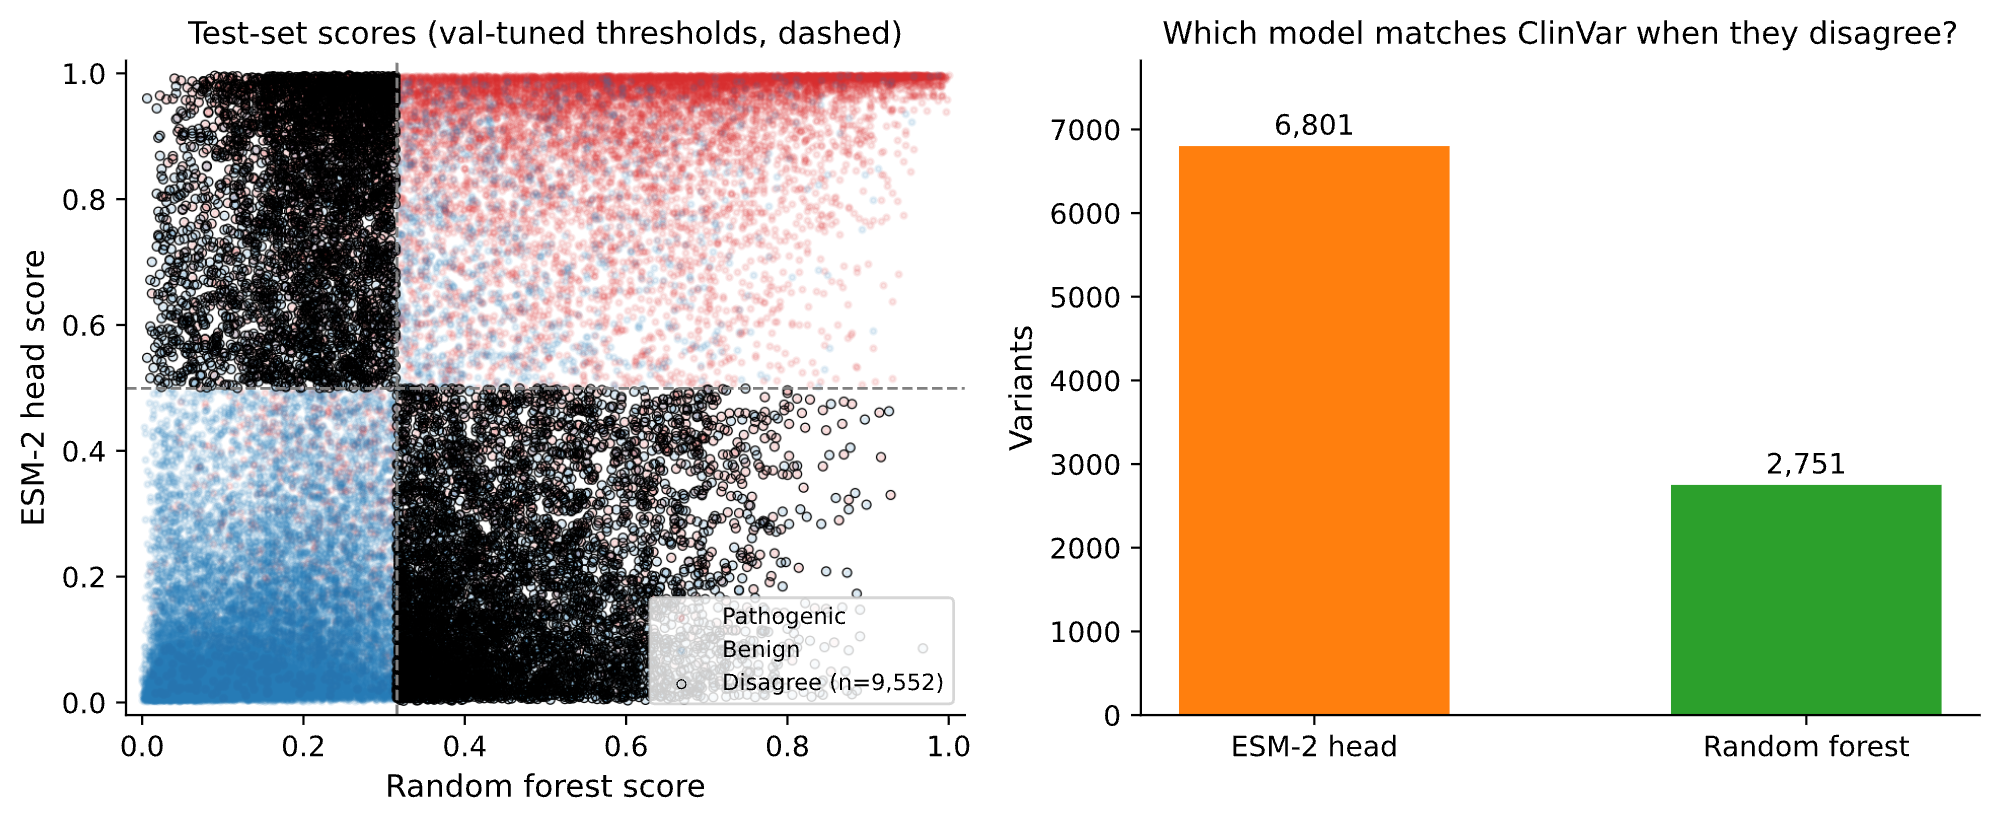 Test-set scores (val-tuned thresholds, dashed)
1.0
0.8
0.6
0.4
0.2
0.0
ESM-2 head score
0.0 0.2 0.4 0.6 0.8 1.0
Random forest score
Pathogenic
Benign
Disagree (n=9,552)
Which model matches ClinVar when they disagree?
7000
6000
5000
4000
3000
2000
1000
0
Variants
6,801
2,751
ESM-2 head
Random forest